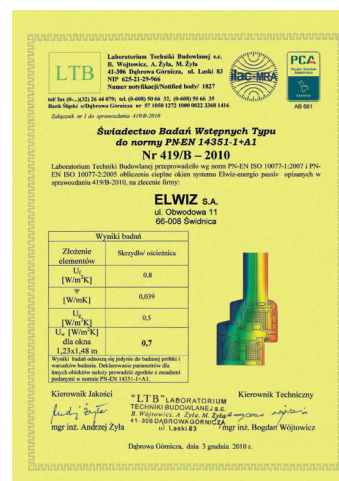 LTB
Laboratorium Techniki Budowlanej s.c.
B. Wojtowicz, A. Żyła, M. Żyła
41-306 Dąbrowa Górnicza, ul. Laski 83
NIP 625-21-29-966
Numer notyfikacji/Notified body/ 1827
ilac-MRA
PCA
AB 661
tel/ fax (0...)(32) 26 44 079; tel. (0-608) 50 66 32, (0-608) 50 66 35
Bank Śląski o/Dąbrowa Górnicza nr 57 1050 1272 1000 0022 3368 1416
Załącznik nr 1 do sprawozdania 419/B-2010
Świadectwo Badań Wstępnych Typu
do normy PN-EN 14351-1+A1
Nr 419/B – 2010
Laboratorium Techniki Budowlanej przeprowadziło wg norm PN-EN ISO 10077-1:2007 i PN-
EN ISO 10077-2:2005 obliczenia cieplne okien systemu Elwiz-energio passiv opisanych w
sprawozdaniu 419/B-2010, na zlecenie firmy:
ELWIZ S.A.
ul. Obwodowa 11
66-008 Świdnica
Wyniki badań
Złożenie
elementów
Skrzydło/ ościeżnica
Uf
[W/m²K]
0,8
Ψ
[W/mK]
0,039
Ug
[W/m²K]
0,5
Uw [W/m²K]
dla okna
1,23x1,48 m
0,7
Wyniki badań odnoszą się jedynie do badanej próbki i
warunków badania. Deklarowanie parametrów dla
innych obiektów należy prowadzić zgodnie z zasadami
podanymi w normie PN-EN 14351-1+A1.
Kierownik Jakości
mgr inż. Andrzej Żyła
"LTB" LABORATORIUM
TECHNIKI BUDOWLANEJ s.c.
B. Wójtowicz, A. Żyła, M. Żyła
41-306 DĄBROWA GÓRNICZA
ul. Laski 83
Kierownik Techniczny
mgr inż. Bogdan Wójtowicz
Dąbrowa Górnicza, dnia 3 grudnia 2010 r.